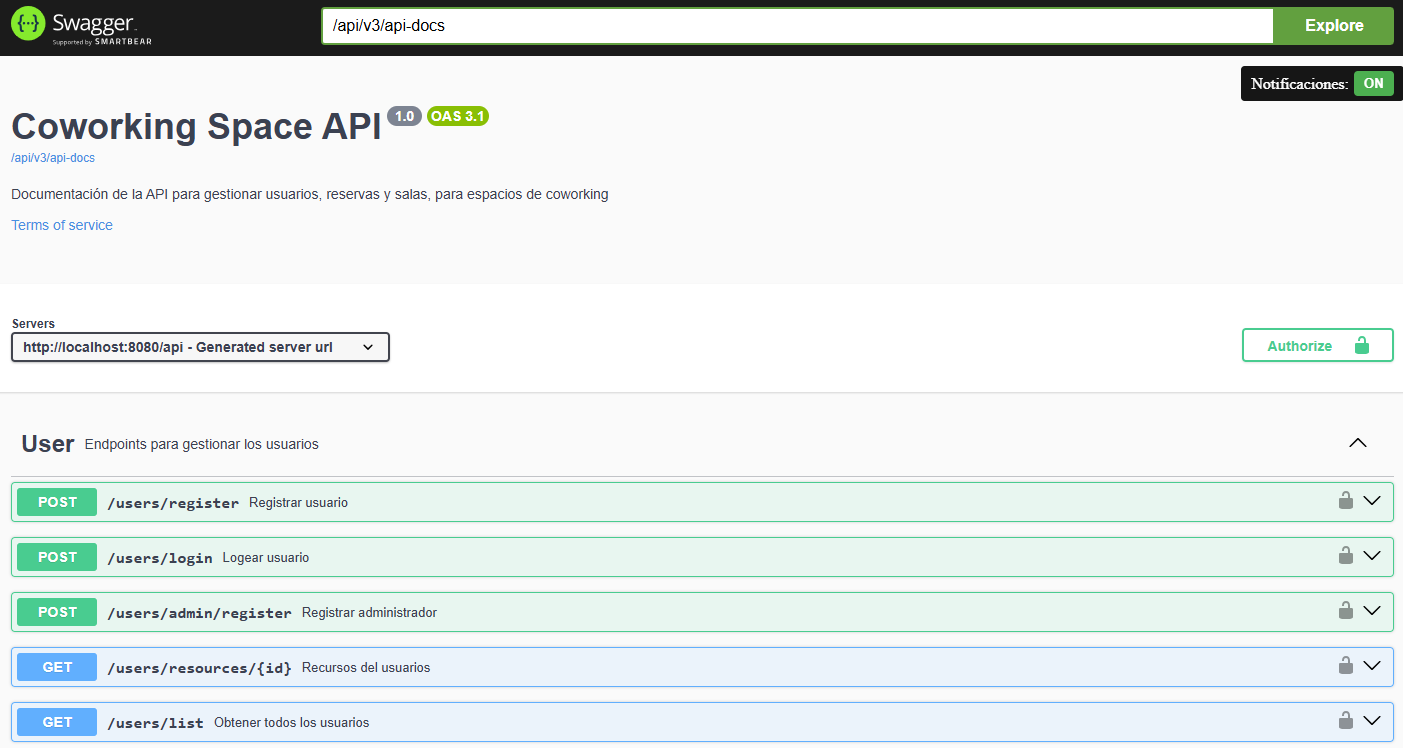 Swagger
Supported by SMARTBEAR
/api/v3/api-docs
Explore
Notificaciones: ON
Coworking Space API 1.0 OAS 3.1
/api/v3/api-docs
Documentación de la API para gestionar usuarios, reservas y salas, para espacios de coworking
Terms of service
Servers
http://localhost:8080/api - Generated server url
Authorize
User Endpoints para gestionar los usuarios
POST /users/register Registrar usuario
POST /users/login Logear usuario
POST /users/admin/register Registrar administrador
GET /users/resources/{id} Recursos del usuarios
GET /users/list Obtener todos los usuarios